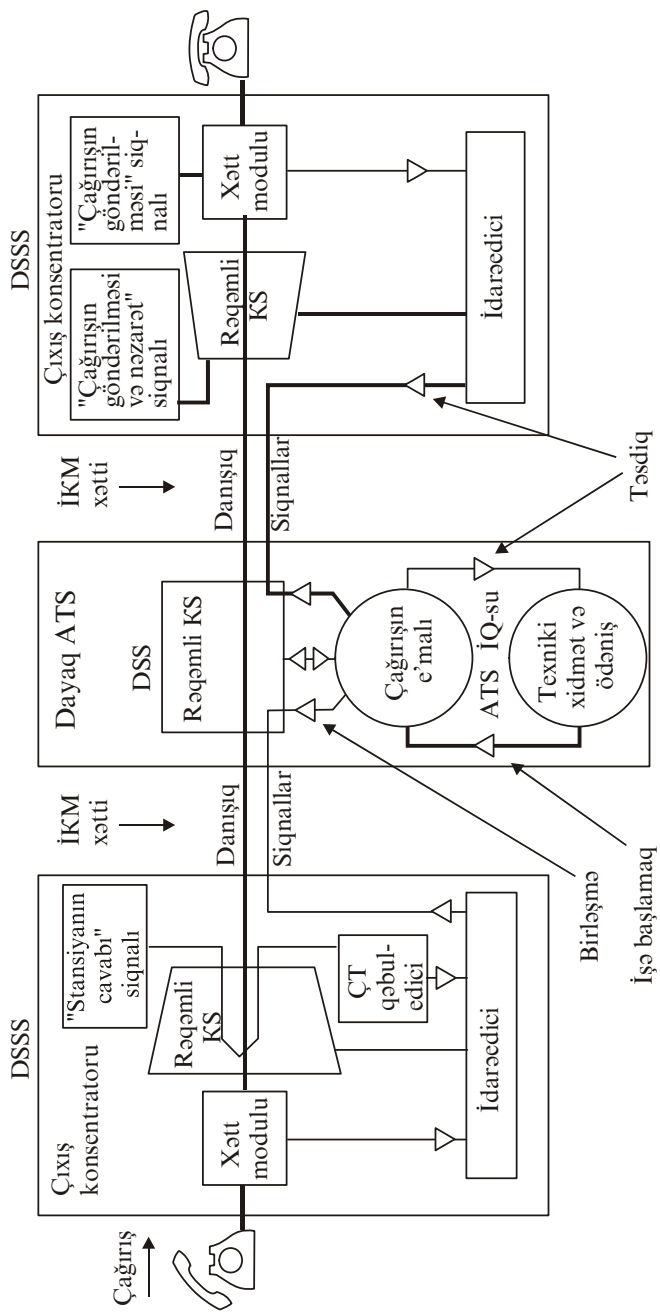 DSSS
Çıxış
konsentratoru
"Stansiyanın
cavabı"
siqnalı
Rəqəmli
KS
Xətt
modulu
ÇT
qəbul-
edici
İdarəedici
Çağırış
İKM
xətti
Danışıq
Siqnallar
Birləşmə
İşə başlamaq
Dayaq ATS
DSS
Rəqəmli KS
Çağırışın
e'malı
ATS İQ-su
Texniki
xidmət və
ödəniş
İKM
xətti
Danışıq
Siqnallar
Təsdiq
DSSS
Çıxış konsentratoru
"Çağırışın
göndərilməsi
və nəzarət"
siqnalı
"Çağırışın
göndəril-
məsi" siq-
nalı
Rəqəmli
KS
Xətt
modulu
İdarəedici